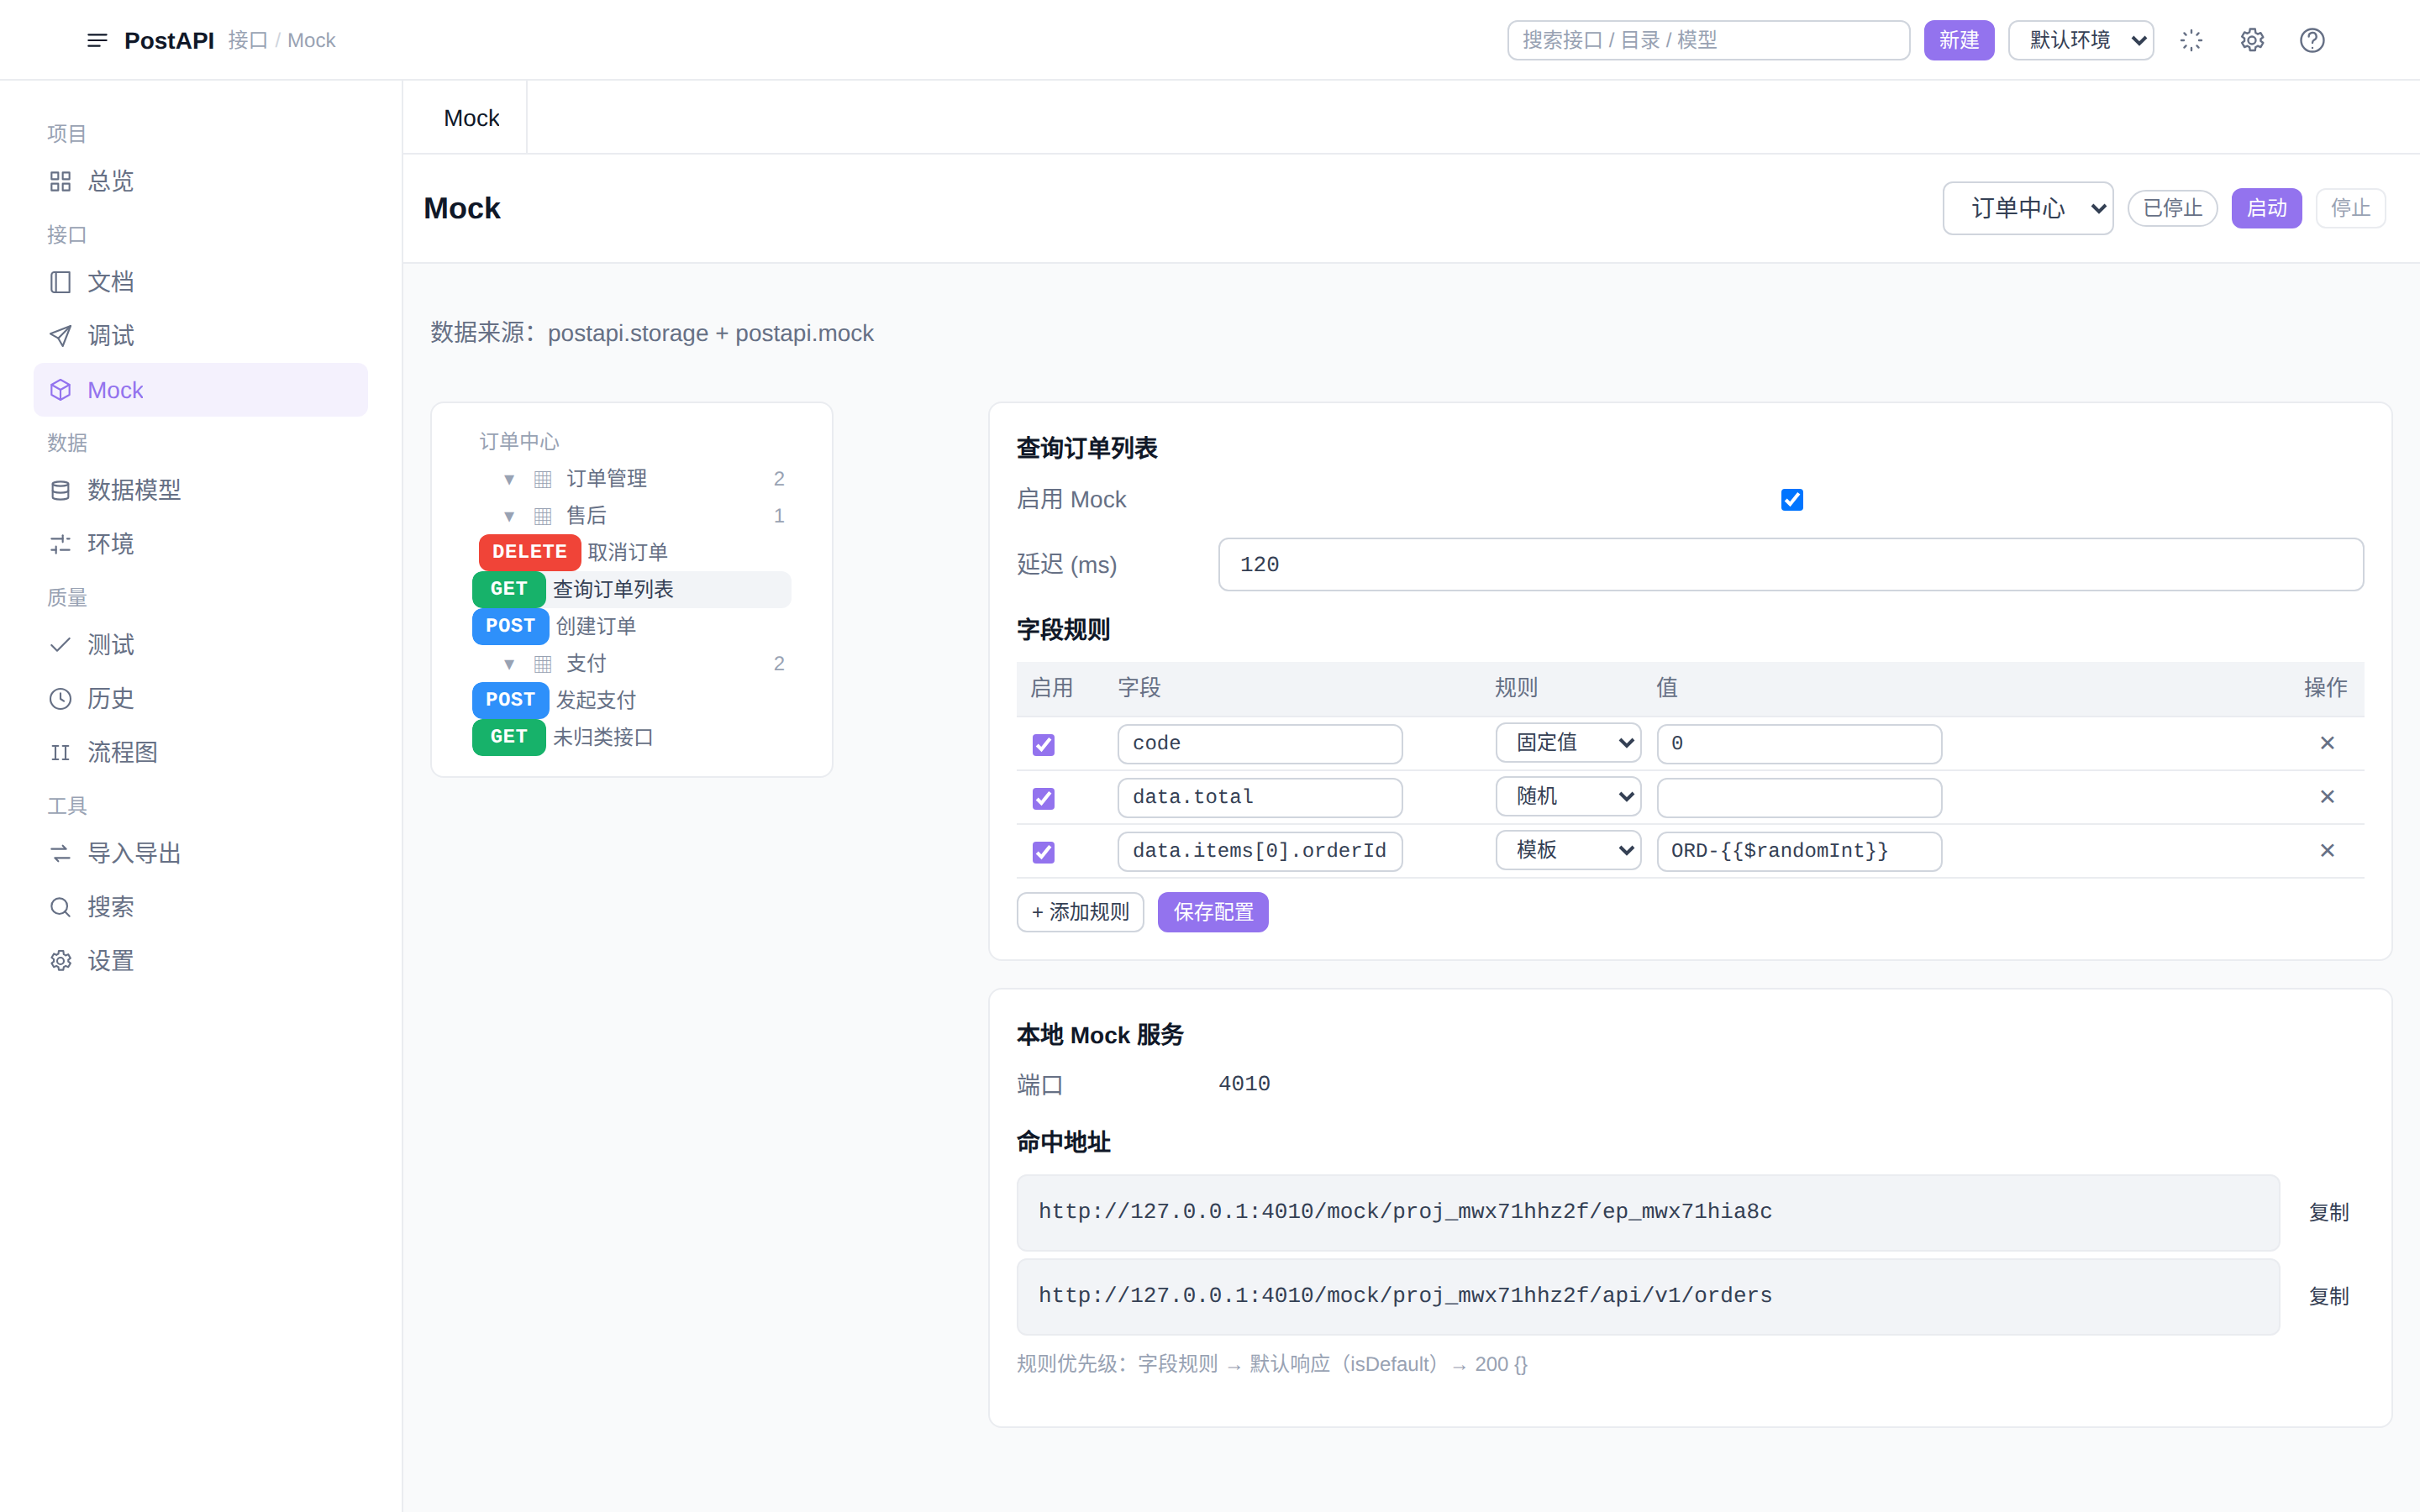 PostAPI 接口 / Mock
搜索接口 / 目录 / 模型
新建
默认环境
项目
总览
接口
文档
调试
Mock
数据
数据模型
环境
质量
测试
历史
流程图
工具
导入导出
搜索
设置
Mock
Mock
订单中心
已停止
启动
停止
数据来源：postapi.storage + postapi.mock
订单中心
▼ 订单管理 2
▼ 售后 1
DELETE 取消订单
GET 查询订单列表
POST 创建订单
▼ 支付 2
POST 发起支付
GET 未归类接口
查询订单列表
启用 Mock
延迟 (ms) 120
字段规则
启用 字段 规则 值 操作
code 固定值 0 ✕
data.total 随机 ✕
data.items[0].orderId 模板 ORD-{{$randomInt}} ✕
+ 添加规则 保存配置
本地 Mock 服务
端口 4010
命中地址
http://127.0.0.1:4010/mock/proj_mwx71hhz2f/ep_mwx71hia8c 复制
http://127.0.0.1:4010/mock/proj_mwx71hhz2f/api/v1/orders 复制
规则优先级：字段规则 → 默认响应（isDefault）→ 200 {}